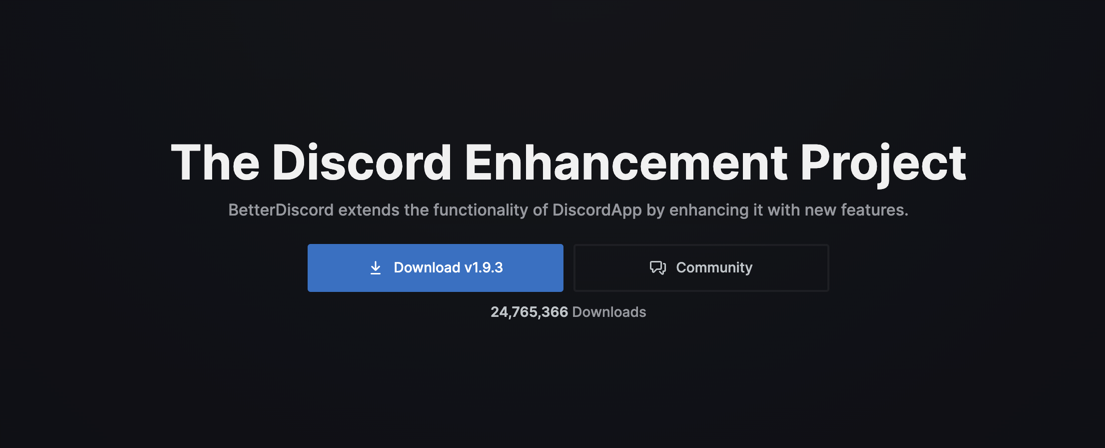 The Discord Enhancement Project
BetterDiscord extends the functionality of DiscordApp by enhancing it with new features.
Download v1.9.3
Community
24,765,366 Downloads